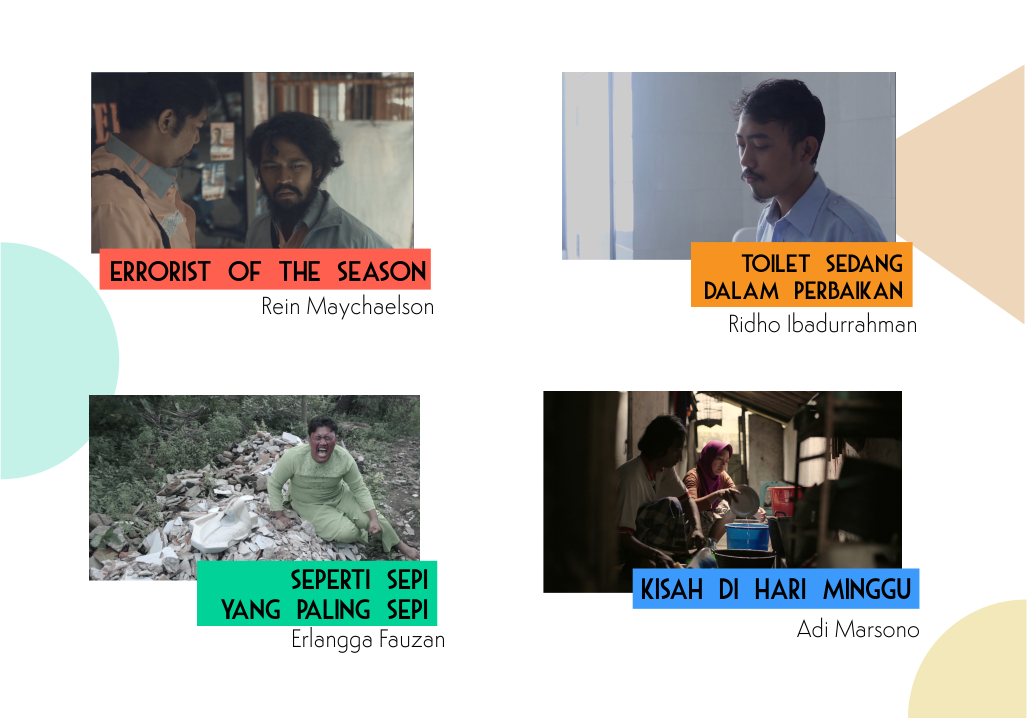 ERRORIST OF THE SEASON
Rein Maychaelson
TOILET SEDANG
DALAM PERBAIKAN
Ridho Ibadurrahman
SEPERTI SEPI
YANG PALING SEPI
Erlangga Fauzan
KISAH DI HARI MINGGU
Adi Marsono